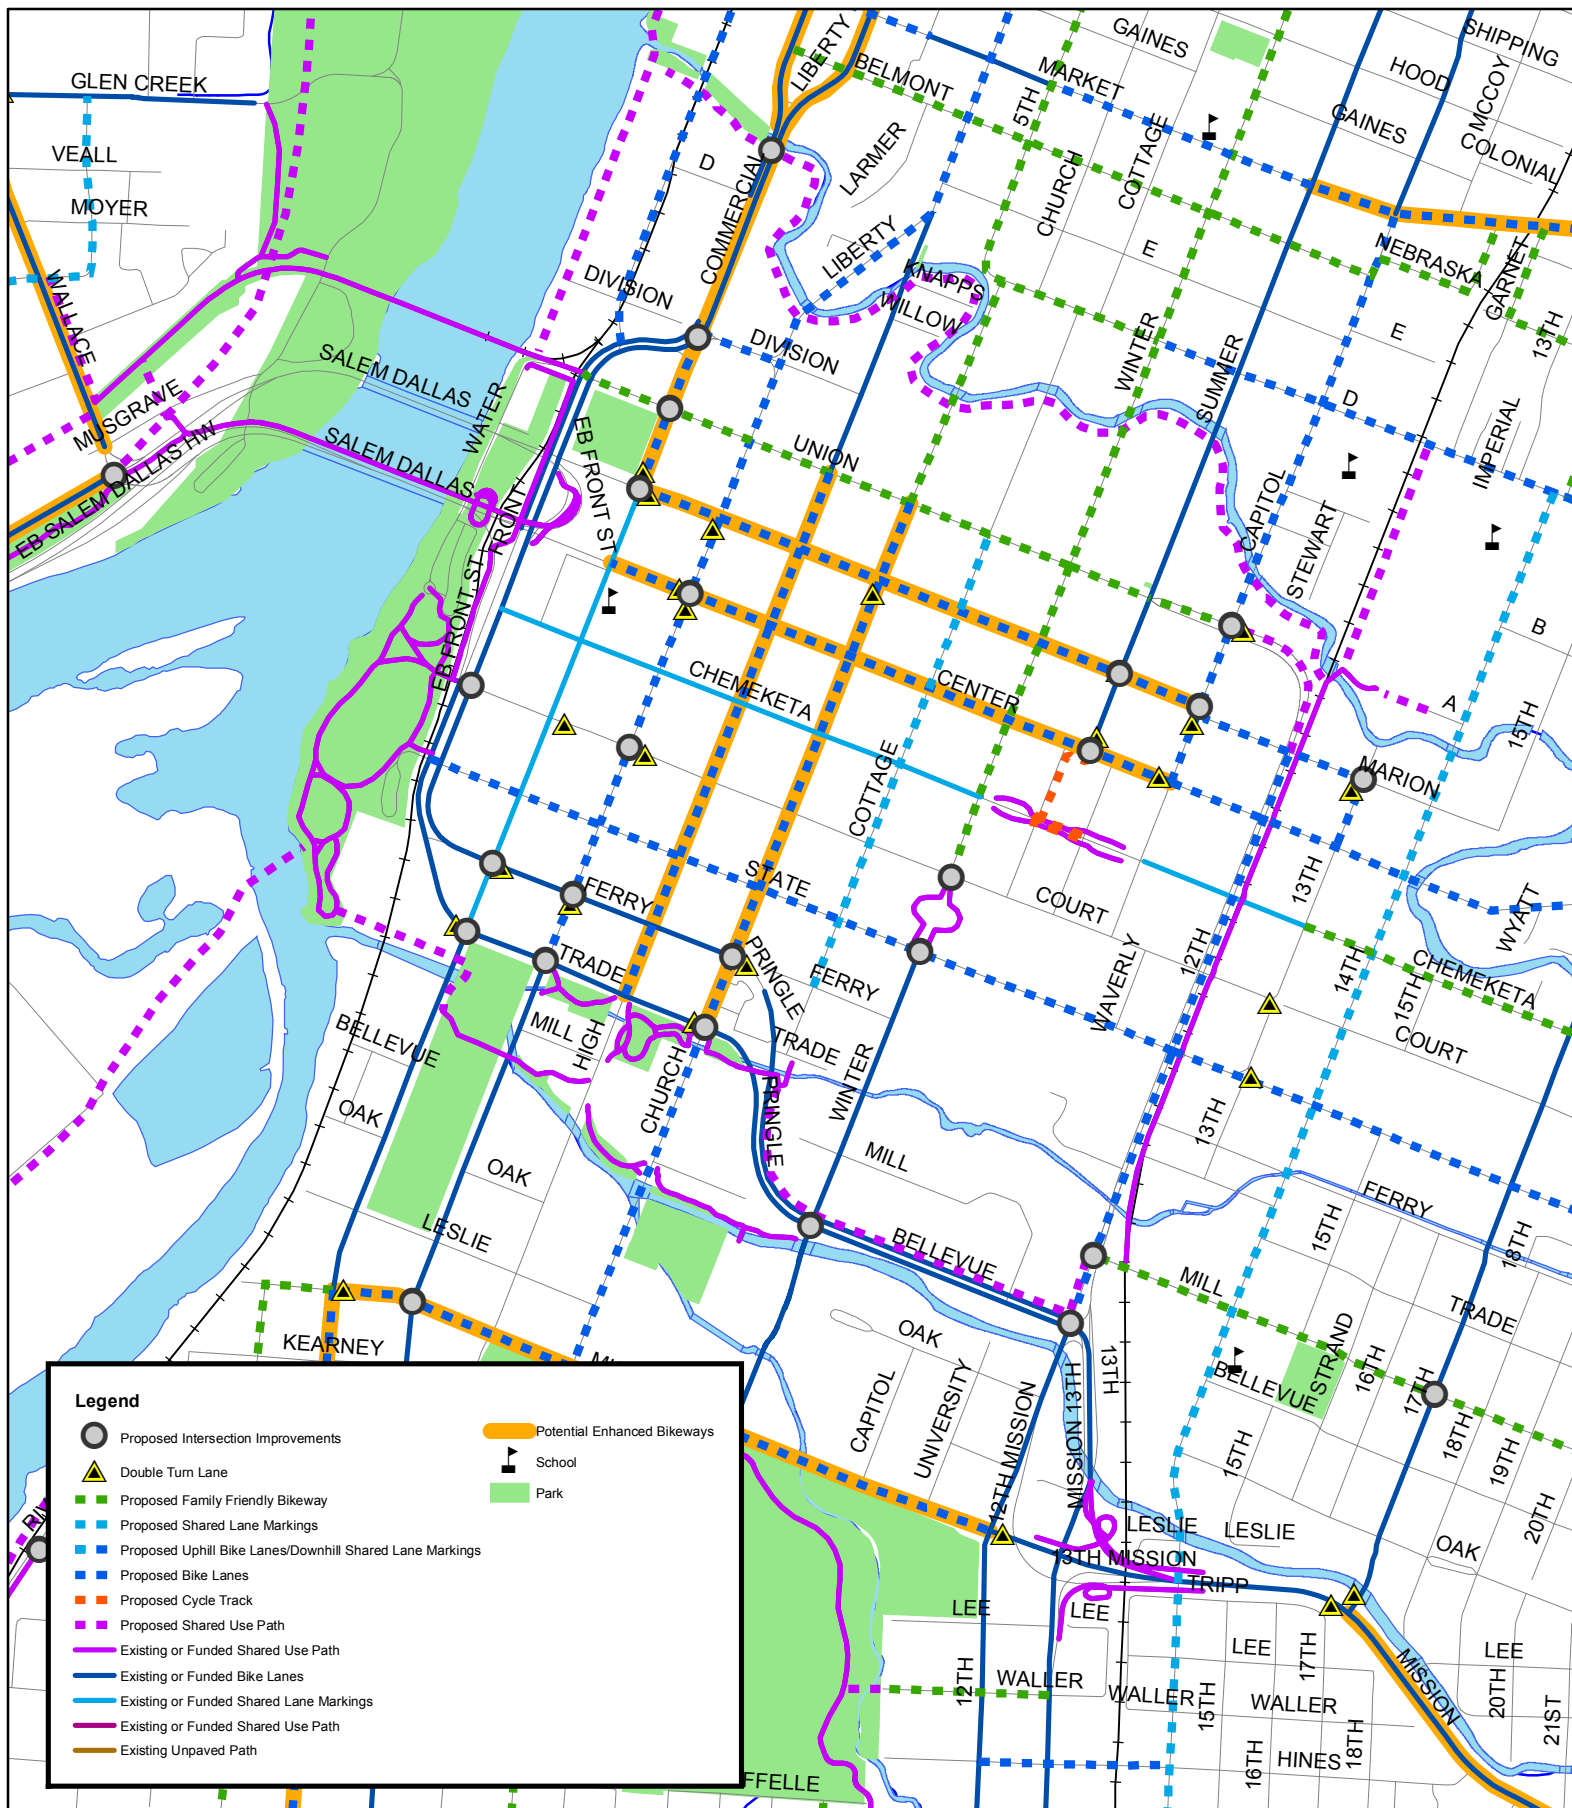 GLEN CREEK
VEALL
MOYER
WALLACE
MUSGRAVE
EB SALEM DALLAS HW
SALEM DALLAS
SALEM DALLAS
WATER
FRONT
EB FRONT ST
EB FRONT ST
DIVISION
D
COMMERCIAL
LIBERTY
BELMONT
LARMER
LIBERTY
KNAPPS
WILLOW
DIVISION
UNION
5TH
MARKET
GAINES
CHURCH
COTTAGE
E
WINTER
SUMMER
HOOD
SHIPPING
GAINES
MCCOY
COLONIAL
NEBRASKA
GARNET
13TH
E
D
IMPERIAL
CAPITOL
STEWART
B
A
15TH
MARION
CHEMEKETA
CENTER
COTTAGE
STATE
FERRY
TRADE
PRINGLE
FERRY
TRADE
COURT
WAVERLY
12TH
13TH
14TH
15TH
WYATT
CHEMEKETA
COURT
BELLEVUE
MILL
HIGH
OAK
CHURCH
PRINGLE
WINTER
OAK
LESLIE
MILL
13TH
BELLEVUE
FERRY
15TH
18TH
MILL
TRADE
KEARNEY
OAK
CAPITOL
UNIVERSITY
12TH MISSION
MISSION 13TH
13TH
STRAND
BELLEVUE
16TH
17TH
18TH
15TH
19TH
20TH
LESLIE
LESLIE
OAK
13TH MISSION
TRIPP
LEE
LEE
LEE
LEE
12TH
WALLER
WALLER
WALLER
15TH
17TH
MISSION
20TH
21ST
16TH
HINES
18TH
FFELLE
Legend
Proposed Intersection Improvements
Double Turn Lane
Proposed Family Friendly Bikeway
Proposed Shared Lane Markings
Proposed Uphill Bike Lanes/Downhill Shared Lane Markings
Proposed Bike Lanes
Proposed Cycle Track
Proposed Shared Use Path
Existing or Funded Shared Use Path
Existing or Funded Bike Lanes
Existing or Funded Shared Lane Markings
Existing or Funded Shared Use Path
Existing Unpaved Path
Potential Enhanced Bikeways
School
Park